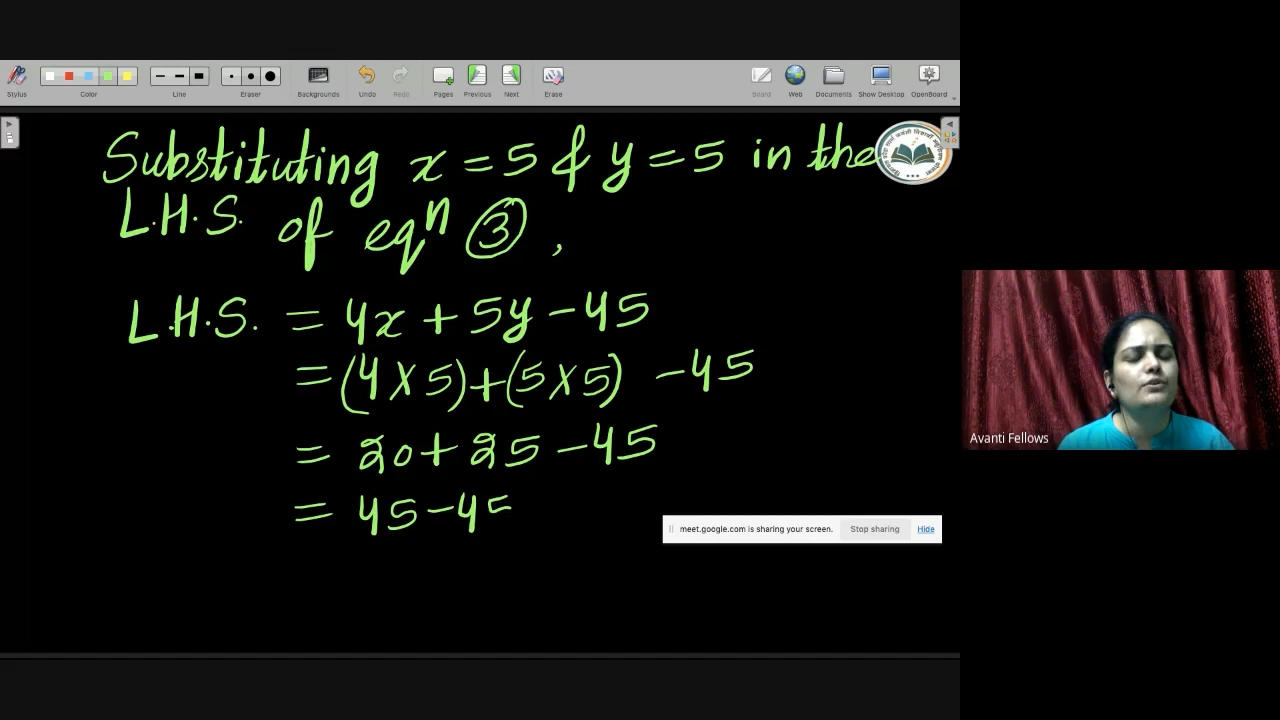 Stylus Color Line Eraser Backgrounds Undo Redo Pages Previous Next Erase Board Web Documents Show Desktop OpenBoard
Substituting x = 5 & y = 5 in the
L.H.S. of eqⁿ ③ ,
L.H.S. = 4x + 5y - 45
= (4 × 5) + (5 × 5) - 45
= 20 + 25 - 45
= 45 - 45
Avanti Fellows
meet.google.com is sharing your screen. Stop sharing Hide